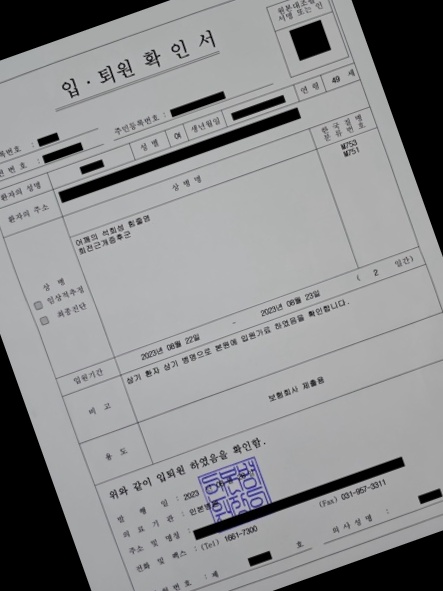 원본대조필
서명 또는 인
입 · 퇴원 확 인 서
록번호 :
번 호 :
주민등록번호 :
환자의 성명
성 별
여
생년월일
연 령
49 세
환자의 주소
상 병 명
한 국 질 병
분 류 번 호
어깨의 석회성 힘줄염
회전근개증후군
M753
M751
상 병
임상적추정
최종진단
입원기간
2023년 08월 22일 - 2023년 08월 23일 ( 2 일간)
비 고
상기 환자 상기 병명으로 본원에 입원가료 하였음을 확인합니다.
용 도
보험회사 제출용
위와 같이 입퇴원 하였음을 확인함.
발 행 일 : 2023
의 료 기 관 : 인본병원
주소 및 명칭 :
전화 및 팩스 : (Tel) 1661-7300 (Fax) 031-957-3311
번 호 : 제 호
의 사 성 명 :